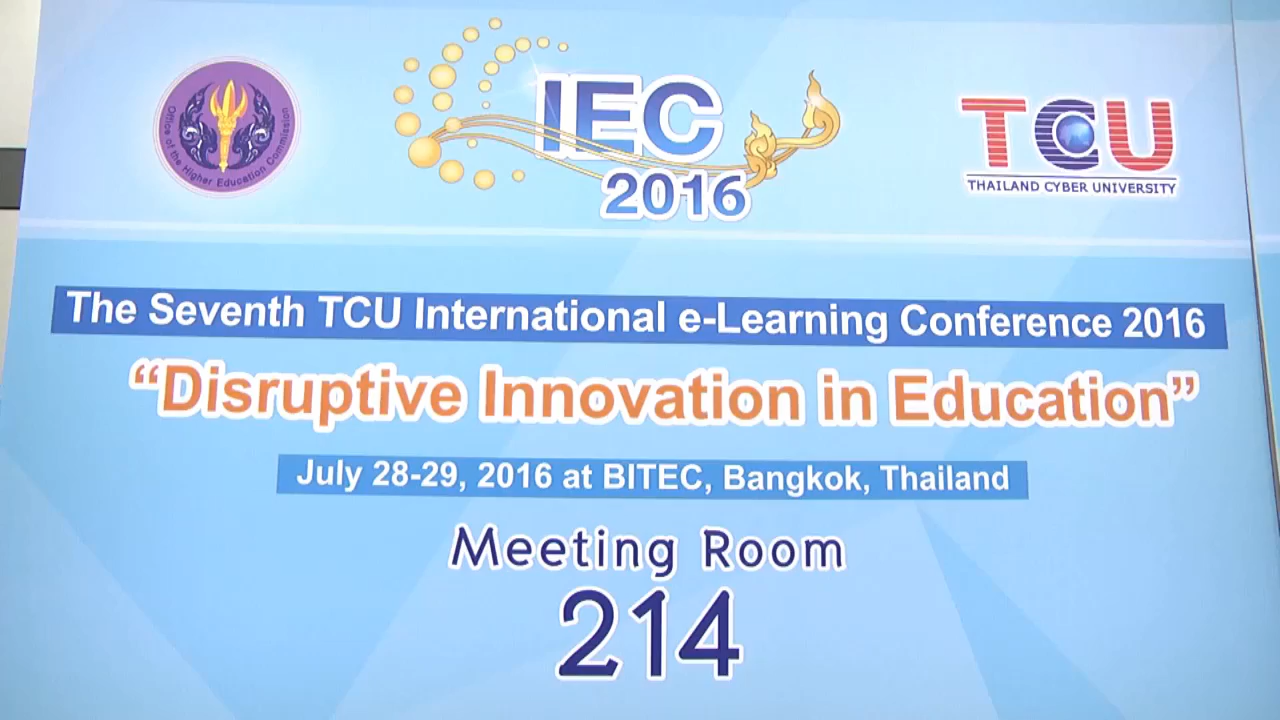 Office of the Higher Education Commission
IEC
2016
TCU
THAILAND CYBER UNIVERSITY
The Seventh TCU International e-Learning Conference 2016
“Disruptive Innovation in Education”
July 28-29, 2016 at BITEC, Bangkok, Thailand
Meeting Room
214